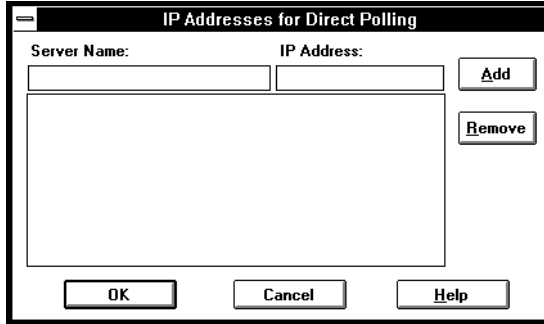 IP Addresses for Direct Polling
Server Name: IP Address:
Add
Remove
OK Cancel Help